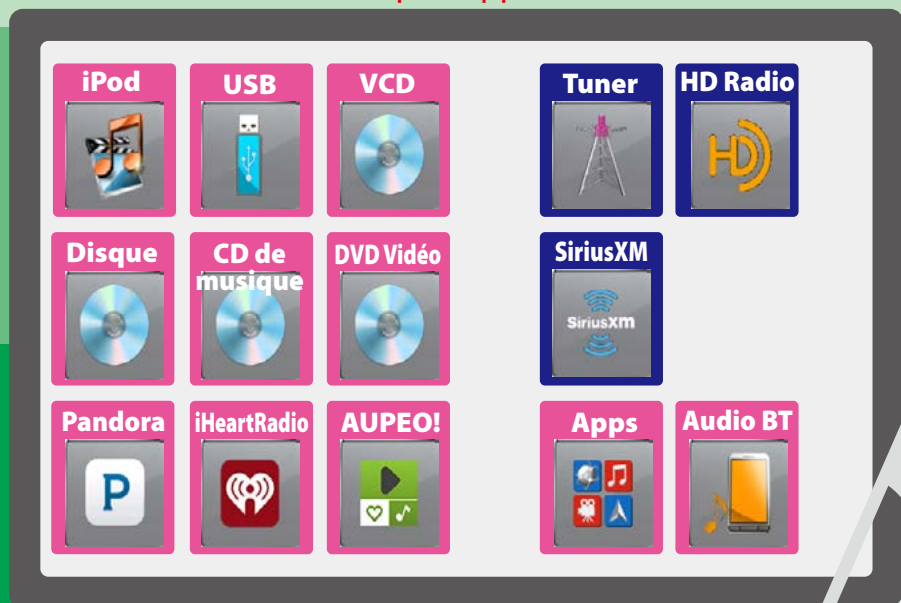 iPod
USB
VCD
Tuner
HD Radio
HD
Disque
CD de
musique
DVD Vidéo
SiriusXM
SiriusXM
Pandora
P
iHeartRadio
AUPEO!
Apps
Audio BT